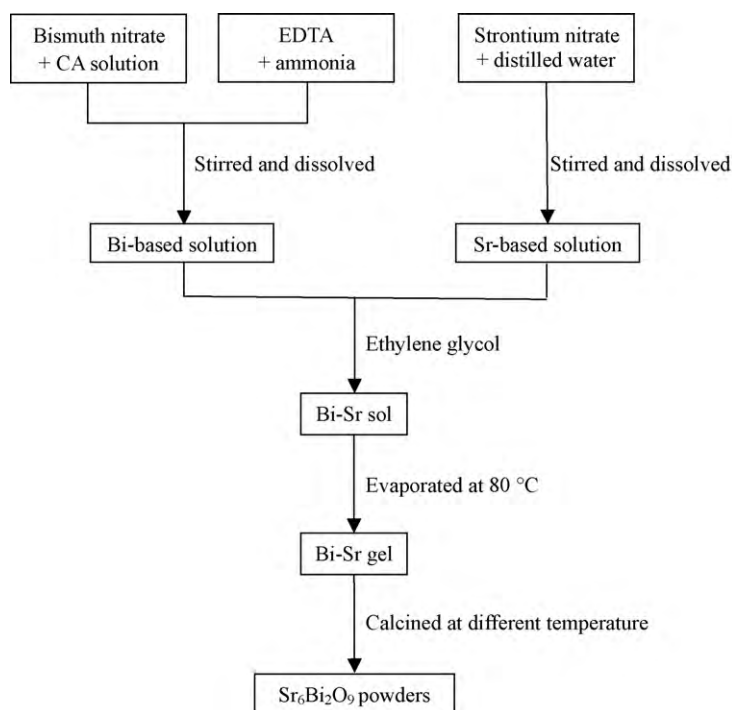 Bismuth nitrate
+ CA solution
EDTA
+ ammonia
Strontium nitrate
+ distilled water
Stirred and dissolved
Stirred and dissolved
Bi-based solution
Sr-based solution
Ethylene glycol
Bi-Sr sol
Evaporated at 80 °C
Bi-Sr gel
Calcined at different temperature
Sr₆Bi₂O₉ powders